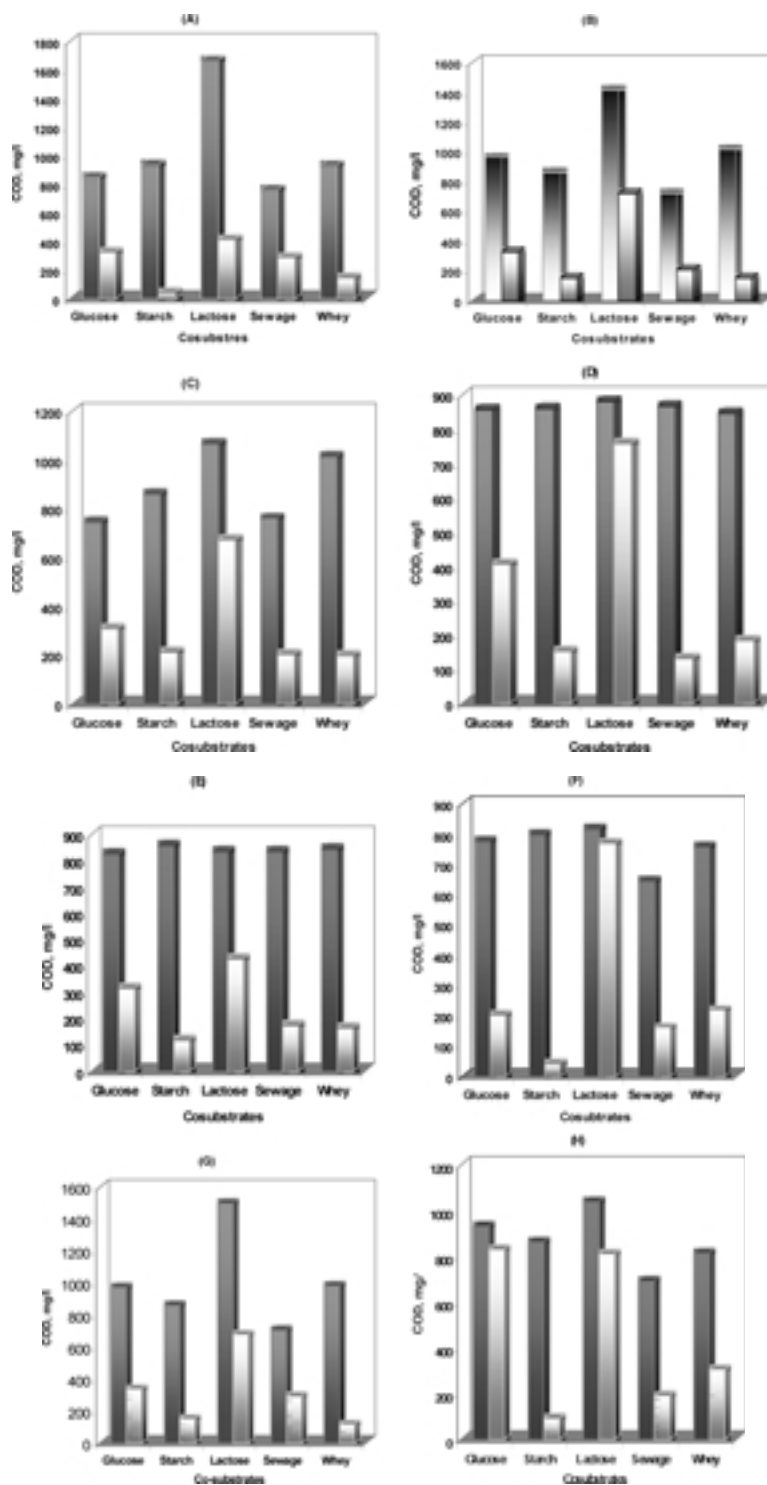 (A)
1800
1600
1400
1200
1000
800
600
400
200
0
COD, mg/l
Glucose Starch Lactose Sewage Whey
Cosubstres
(B)
1600
1400
1200
1000
800
600
400
200
0
COD, mg/l
Glucose Starch Lactose Sewage Whey
Cosubstrates
(C)
1200
1000
800
600
400
200
0
COD, mg/l
Glucose Starch Lactose Sewage Whey
Cosubstrates
(D)
900
800
700
600
500
400
300
200
100
0
COD, mg/l
Glucose Starch Lactose Sewage Whey
Cosubstrates
(E)
900
800
700
600
500
400
300
200
100
0
COD, mg/l
Glucose Starch Lactose Sewage Whey
Cosubstrates
(F)
900
800
700
600
500
400
300
200
100
0
COD, mg/l
Glucose Starch Lactose Sewage Whey
Cosubtrates
(G)
1600
1400
1200
1000
800
600
400
200
0
COD, mg/l
Glucose Starch Lactose Sewage Whey
Co-substrates
(H)
1200
1000
800
600
400
200
0
COD, mg/
Glucose Starch Lactose Sewage Whey
Cosubstrates